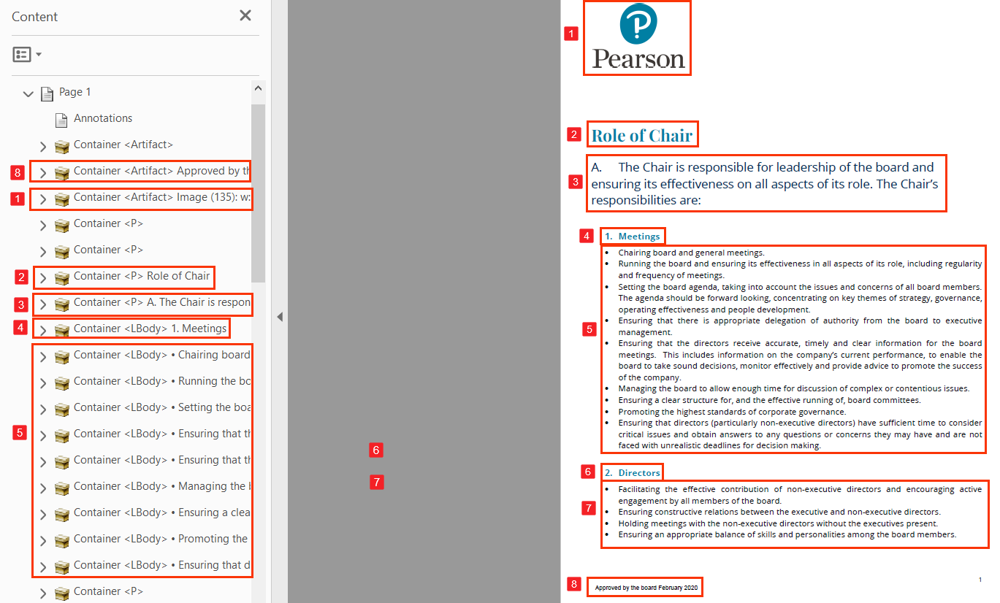 Content
Page 1
Annotations
Container <Artifact>
8
Container <Artifact> Approved by th
1
Container <Artifact> Image (135): w:
Container <P>
Container <P>
2
Container <P> Role of Chair
3
Container <P> A. The Chair is respon
4
Container <LBody> 1. Meetings
5
Container <LBody> • Chairing board
Container <LBody> • Running the bo
Container <LBody> • Setting the boa
Container <LBody> • Ensuring that th
Container <LBody> • Ensuring that th
Container <LBody> • Managing the b
Container <LBody> • Ensuring a clea
Container <LBody> • Promoting the
Container <LBody> • Ensuring that d
Container <P>
6
7
1
Pearson
2
Role of Chair
3
A. The Chair is responsible for leadership of the board and
ensuring its effectiveness on all aspects of its role. The Chair’s
responsibilities are:
4
1. Meetings
5
• Chairing board and general meetings.
• Running the board and ensuring its effectiveness in all aspects of its role, including regularity
and frequency of meetings.
• Setting the board agenda, taking into account the issues and concerns of all board members.
The agenda should be forward looking, concentrating on key themes of strategy, governance,
operating effectiveness and people development.
• Ensuring that there is appropriate delegation of authority from the board to executive
management.
• Ensuring that the directors receive accurate, timely and clear information for the board
meetings. This includes information on the company’s current performance, to enable the
board to take sound decisions, monitor effectively and provide advice to promote the success
of the company.
• Managing the board to allow enough time for discussion of complex or contentious issues.
• Ensuring a clear structure for, and the effective running of, board committees.
• Promoting the highest standards of corporate governance.
• Ensuring that directors (particularly non-executive directors) have sufficient time to consider
critical issues and obtain answers to any questions or concerns they may have and are not
faced with unrealistic deadlines for decision making.
6
2. Directors
7
• Facilitating the effective contribution of non-executive directors and encouraging active
engagement by all members of the board.
• Ensuring constructive relations between the executive and non-executive directors.
• Holding meetings with the non-executive directors without the executives present.
• Ensuring an appropriate balance of skills and personalities among the board members.
1
8
Approved by the board February 2020